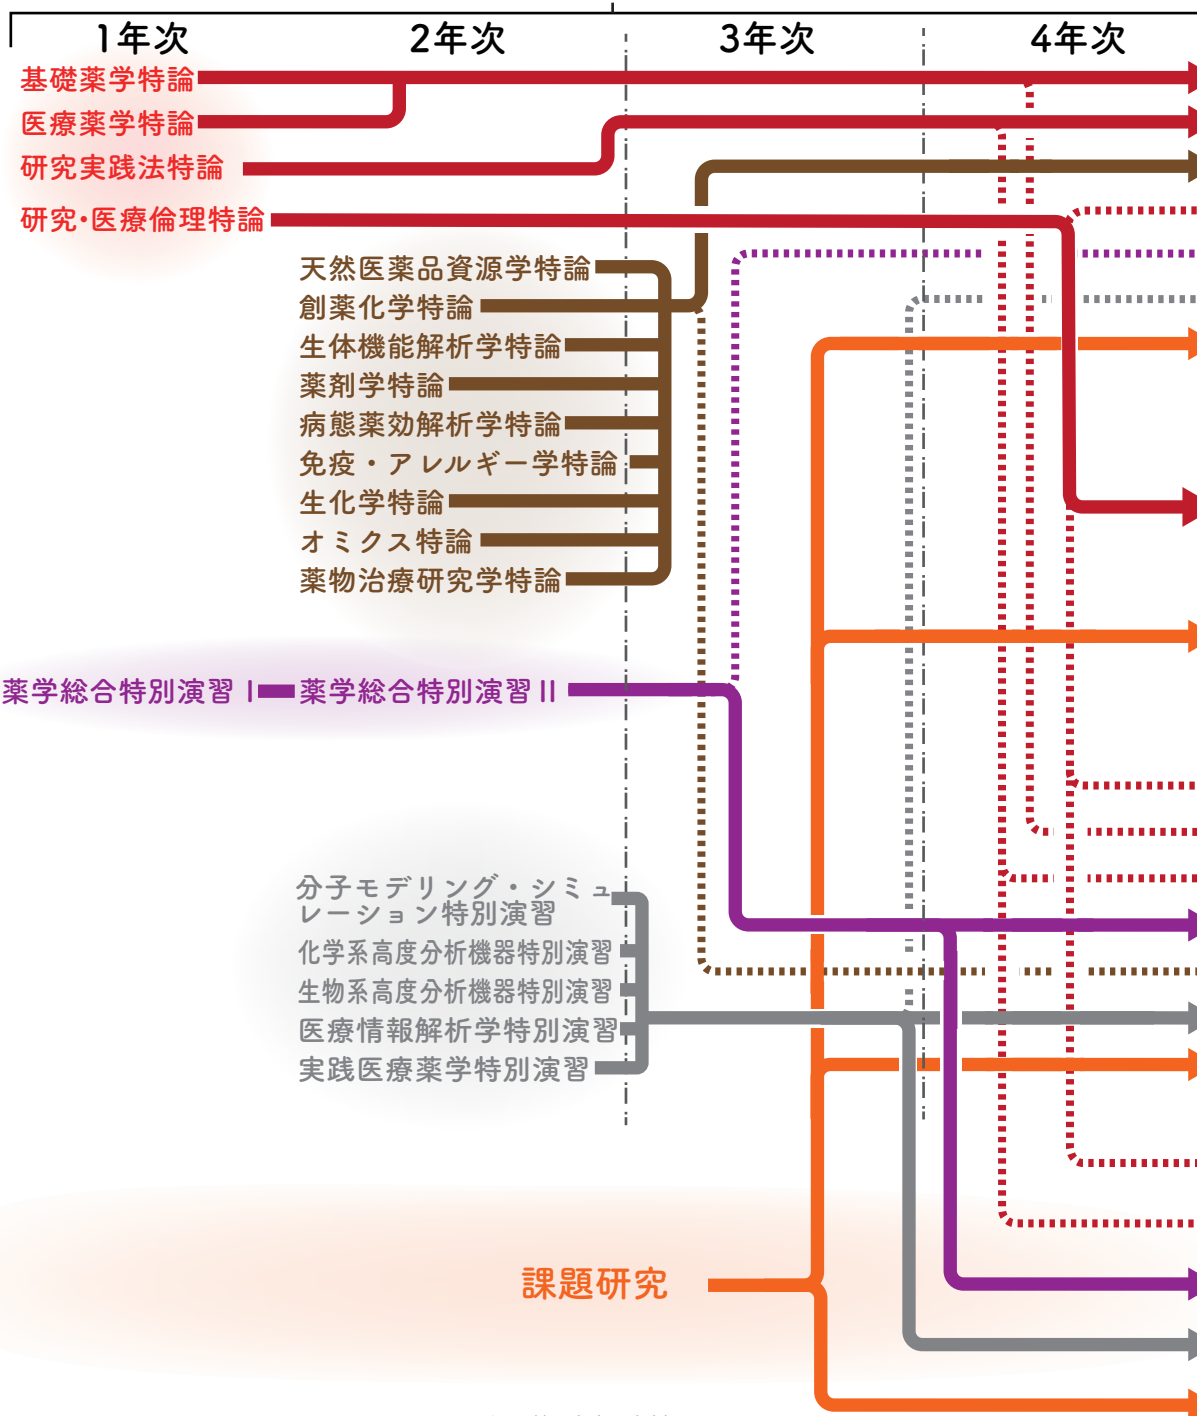 1年次 2年次 3年次 4年次
基礎薬学特論
医療薬学特論
研究実践法特論
研究・医療倫理特論
天然医薬品資源学特論
創薬化学特論
生体機能解析学特論
薬剤学特論
病態薬効解析学特論
免疫・アレルギー学特論
生化学特論
オミクス特論
薬物治療研究学特論
薬学総合特別演習Ⅰ 薬学総合特別演習Ⅱ
分子モデリング・シミュ
レーション特別演習
化学系高度分析機器特別演習
生物系高度分析機器特別演習
医療情報解析学特別演習
実践医療薬学特別演習
課題研究